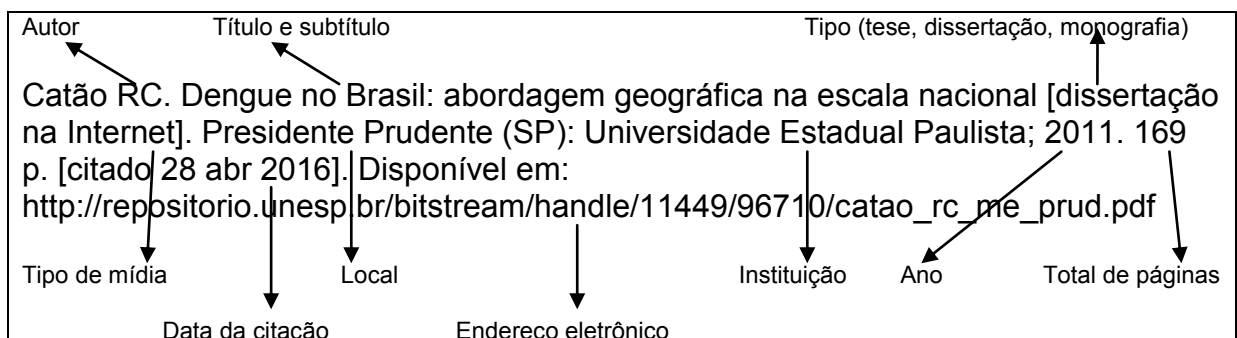 Autor Título e subtítulo Tipo (tese, dissertação, monografia)
Catão RC. Dengue no Brasil: abordagem geográfica na escala nacional [dissertação
na Internet]. Presidente Prudente (SP): Universidade Estadual Paulista; 2011. 169
p. [citado 28 abr 2016]. Disponível em:
http://repositorio.unesp.br/bitstream/handle/11449/96710/catao_rc_me_prud.pdf
Tipo de mídia Local Instituição Ano Total de páginas
Data da citação Endereço eletrônico